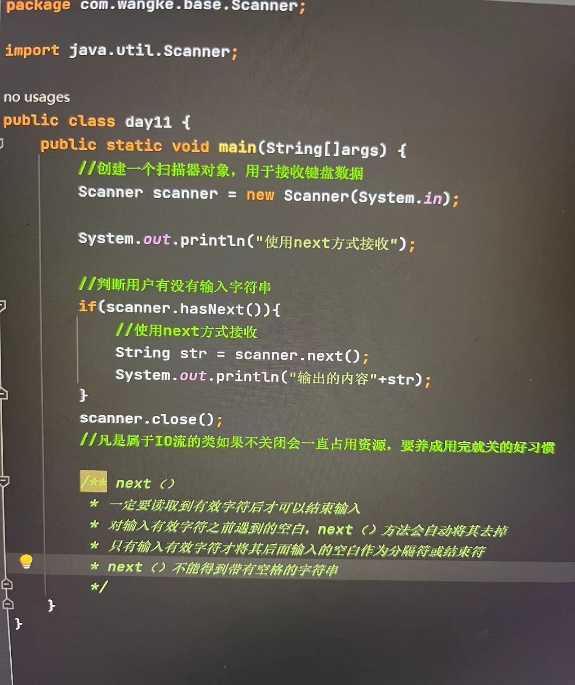 package com.wangke.base.Scanner;
import java.util.Scanner;
no usages
public class day11 {
public static void main(String[]args) {
//创建一个扫描器对象，用于接收键盘数据
Scanner scanner = new Scanner(System.in);
System.out.println("使用next方式接收");
//判断用户有没有输入字符串
if(scanner.hasNext()){
//使用next方式接收
String str = scanner.next();
System.out.println("输出的内容"+str);
}
scanner.close();
//凡是属于IO流的类如果不关闭会一直占用资源，要养成用完就关的好习惯
/** next（）
* 一定要读取到有效字符后才可以结束输入
* 对输入有效字符之前遇到的空白，next（）方法会自动将其去掉
* 只有输入有效字符才将其后面输入的空白作为分隔符或结束符
* next（）不能得到带有空格的字符串
*/
}
}